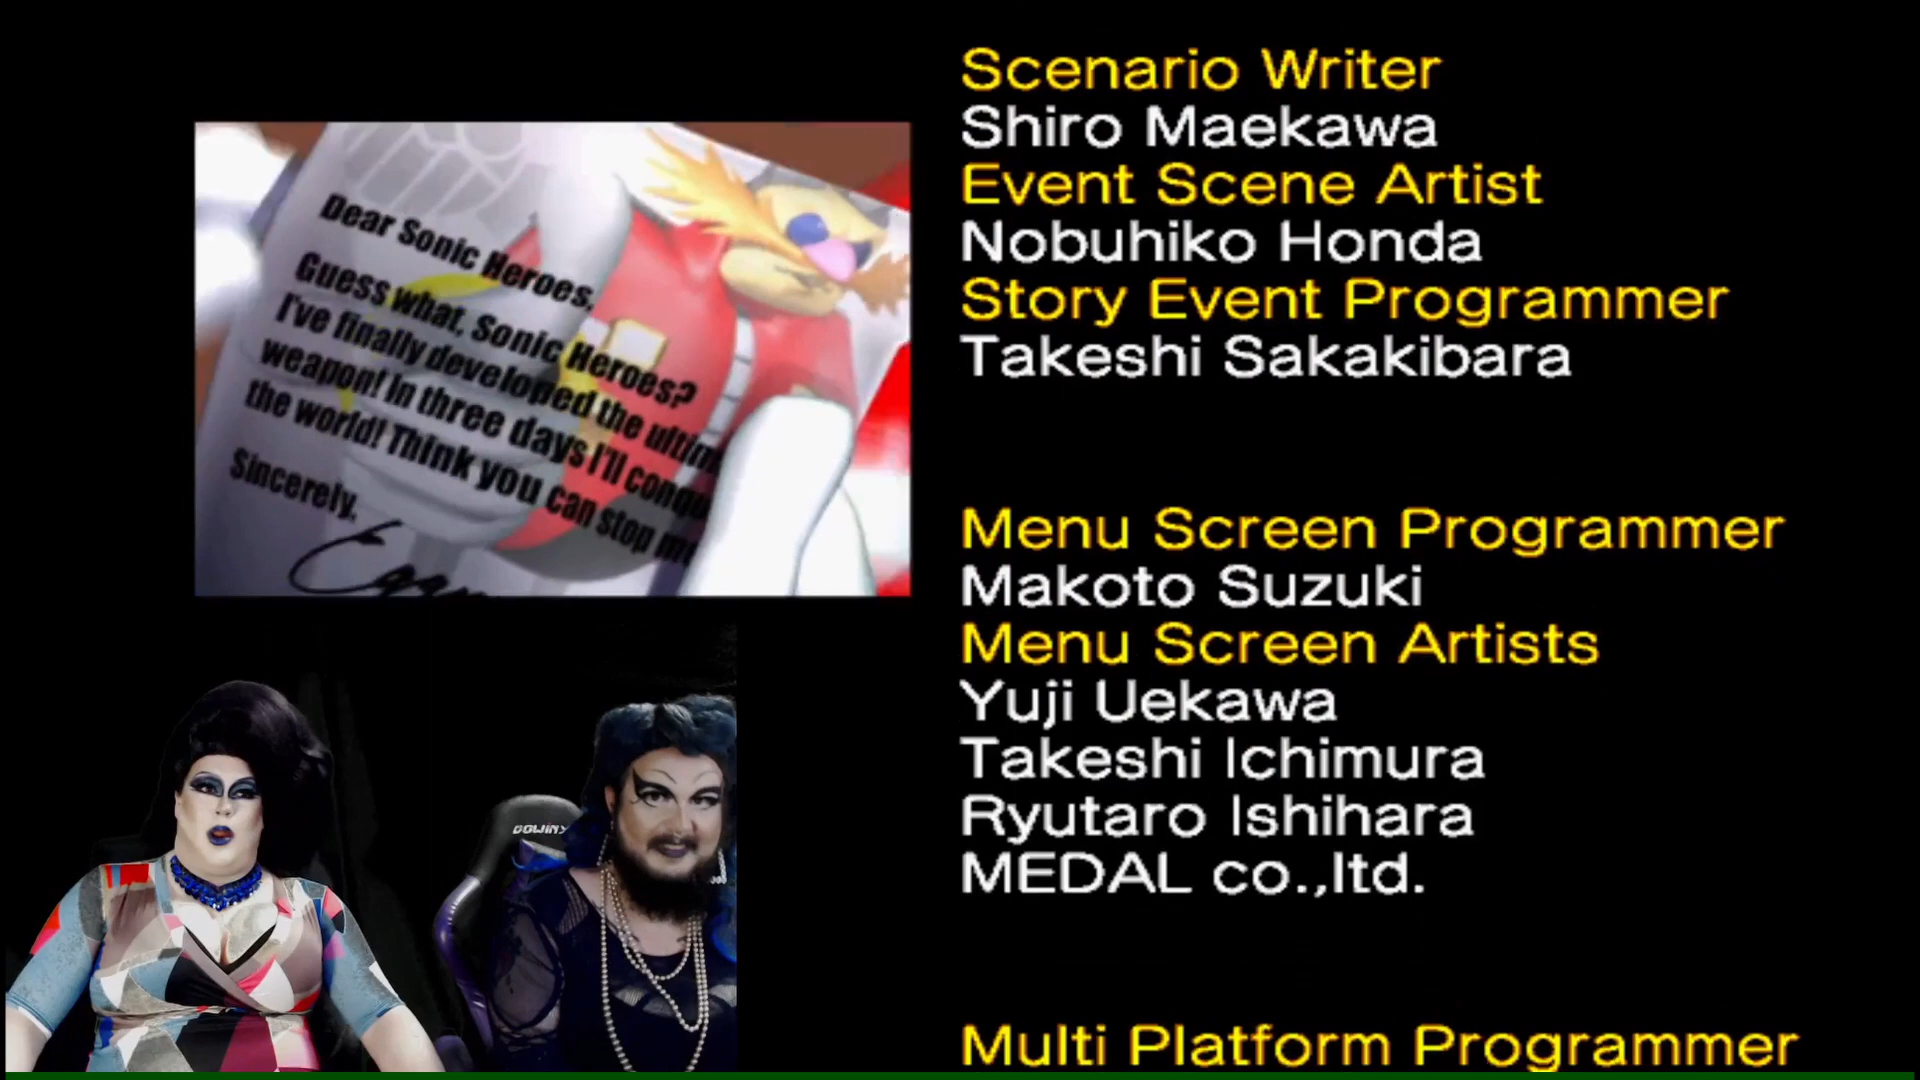 Scenario Writer
Shiro Maekawa
Event Scene Artist
Nobuhiko Honda
Story Event Programmer
Takeshi Sakakibara
Dear Sonic Heroes,
Guess what, Sonic Heroes?
I've finally developed the
weapon! In three days I'll
the world! Think you can stop
Sincerely,
Menu Screen Programmer
Makoto Suzuki
Menu Screen Artists
Yuji Uekawa
Takeshi Ichimura
Ryutaro Ishihara
MEDAL co.,ltd.
Multi Platform Programmer